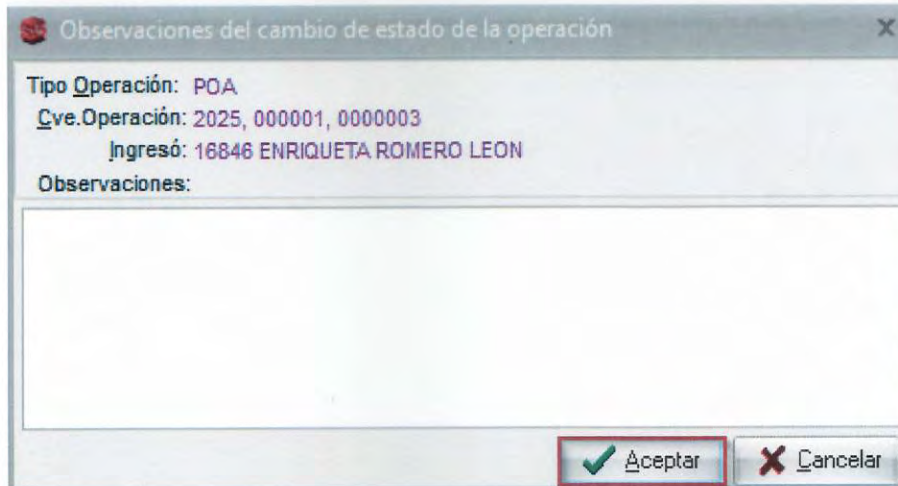 Observaciones del cambio de estado de la operación
Tipo Operación: POA
Cve.Operación: 2025, 000001, 0000003
Ingresó: 16846 ENRIQUETA ROMERO LEON
Observaciones:
Aceptar Cancelar